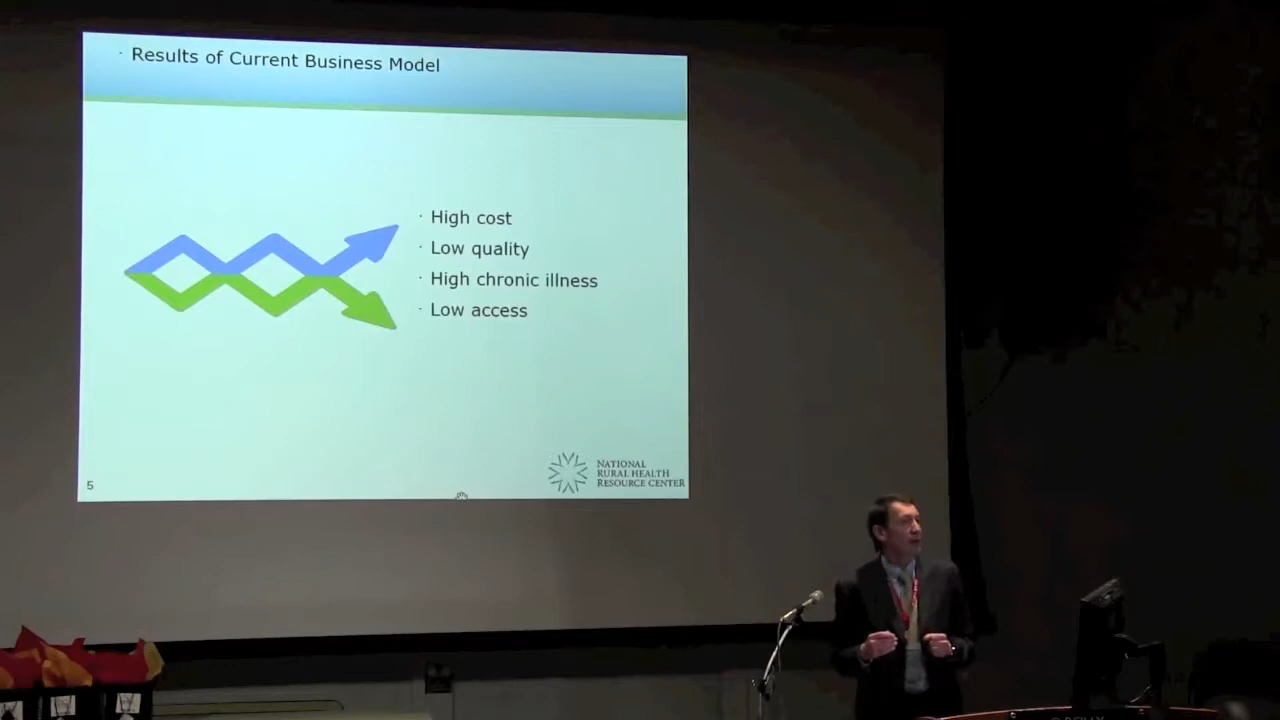 · Results of Current Business Model
· High cost
· Low quality
· High chronic illness
· Low access
NATIONAL
RURAL HEALTH
RESOURCE CENTER
5